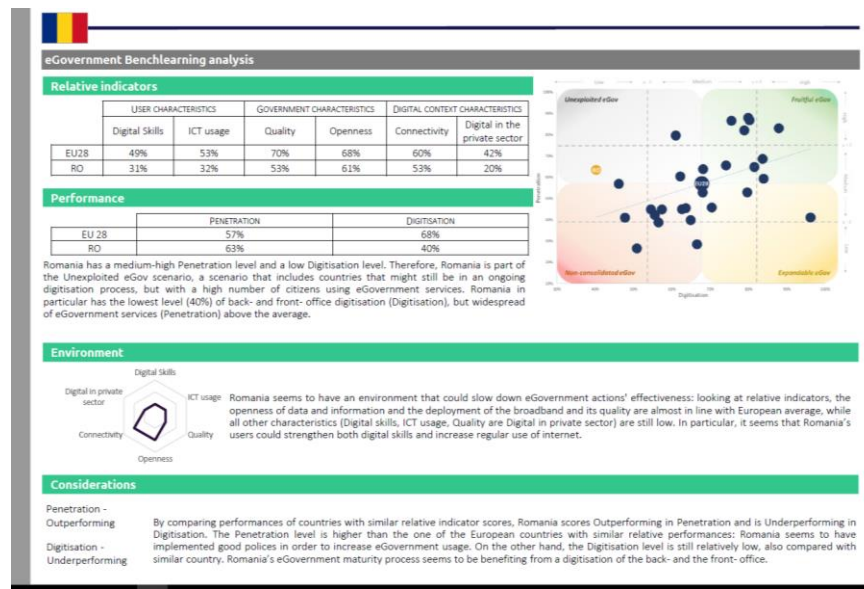 eGovernment Benchlearning analysis
Relative indicators
USER CHARACTERISTICS GOVERNMENT CHARACTERISTICS DIGITAL CONTEXT CHARACTERISTICS
Digital Skills ICT usage Quality Openness Connectivity Digital in the
private sector
EU28 49% 53% 70% 68% 60% 42%
RO 31% 32% 53% 61% 53% 20%
Performance
PENETRATION DIGITISATION
EU 28 57% 68%
RO 63% 40%
Romania has a medium-high Penetration level and a low Digitisation level. Therefore, Romania is part of
the Unexploited eGov scenario, a scenario that includes countries that might still be in an ongoing
digitisation process, but with a high number of citizens using eGovernment services. Romania in
particular has the lowest level (40%) of back- and front- office digitisation (Digitisation), but widespread
of eGovernment services (Penetration) above the average.
Unexploited eGov
Fruitful eGov
Penetration
EU28
Non-consolidated eGov
Expandable eGov
Digitisation
Environment
Digital Skills
Digital in private
sector
ICT usage
Connectivity
Quality
Openness
Romania seems to have an environment that could slow down eGovernment actions' effectiveness: looking at relative indicators, the
openness of data and information and the deployment of the broadband and its quality are almost in line with European average, while
all other characteristics (Digital skills, ICT usage, Quality are Digital in private sector) are still low. In particular, it seems that Romania's
users could strengthen both digital skills and increase regular use of internet.
Considerations
Penetration -
Outperforming
Digitisation -
Underperforming
By comparing performances of countries with similar relative indicator scores, Romania scores Outperforming in Penetration and is Underperforming in
Digitisation. The Penetration level is higher than the one of the European countries with similar relative performances: Romania seems to have
implemented good polices in order to increase eGovernment usage. On the other hand, the Digitisation level is still relatively low, also compared with
similar country. Romania's eGovernment maturity process seems to be benefiting from a digitisation of the back- and the front- office.